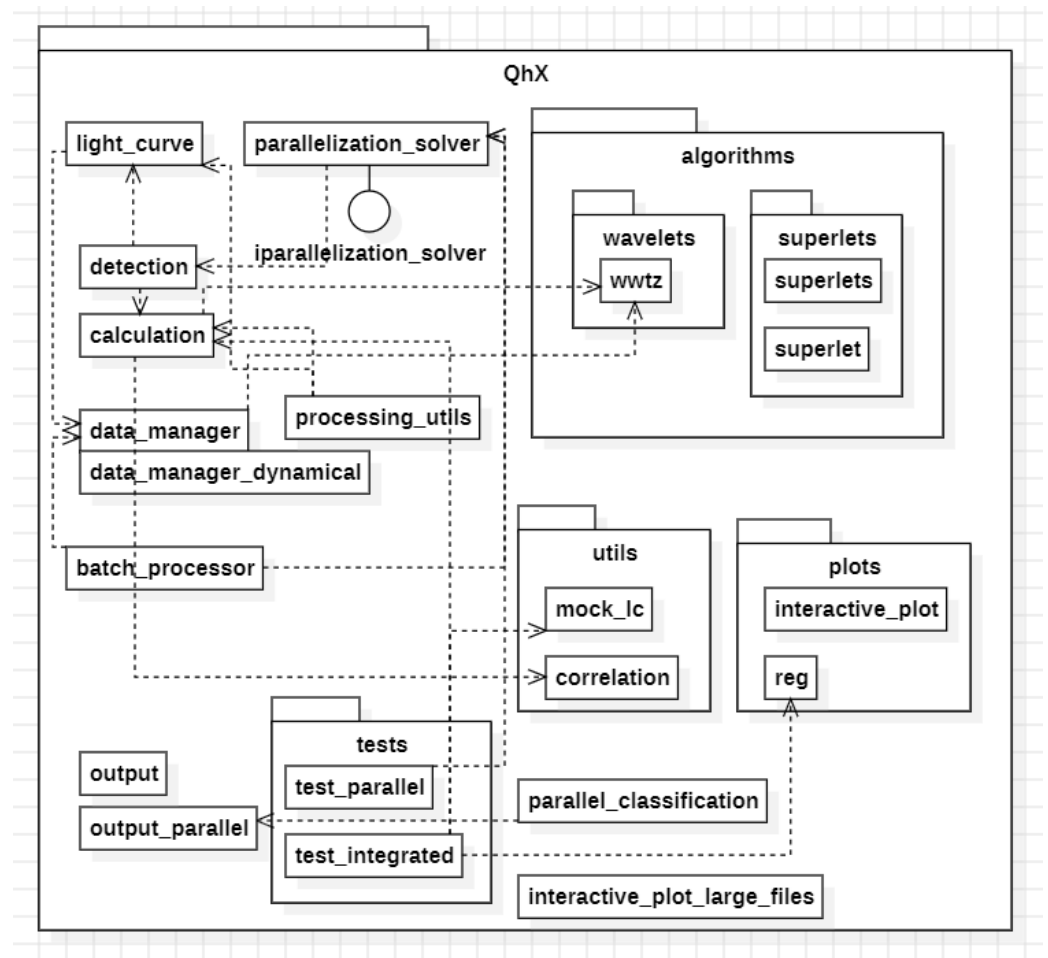 QhX
light_curve
parallelization_solver
algorithms
wavelets
superlets
iparallelization_solver
detection
wwtz
superlets
calculation
superlet
processing_utils
data_manager
data_manager_dynamical
utils
plots
batch_processor
mock_lc
interactive_plot
correlation
reg
tests
output
test_parallel
parallel_classification
output_parallel
test_integrated
interactive_plot_large_files